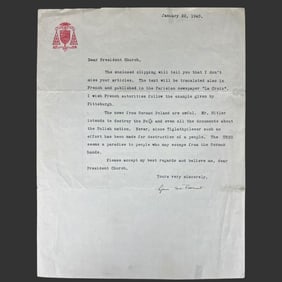 January 22, 1940.
Dear President Church,
The enclosed clipping will tell you that I don't
miss your articles. The text will be translated also in
French and published in the Parisian newspaper "La Croix".
I wish French authorities follow the example given by
Pittsburgh.
The news from German Poland are awful. Mr. Hitler
intends to destroy the and even all the documents about
the Polish nation. Never, since Tiglathpileser such no
effort has been made for destruction of a people. The
seems a paradise to people who may escape from the German
hands.
Please accept my best regards and believe me, dear
President Church,
Yours very sincerely,